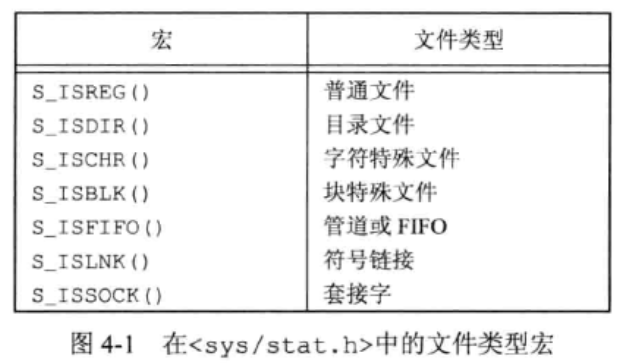 宏 文件类型
S_ISREG() 普通文件
S_ISDIR() 目录文件
S_ISCHR() 字符特殊文件
S_ISBLK() 块特殊文件
S_ISFIFO() 管道或 FIFO
S_ISLNK() 符号链接
S_ISSOCK() 套接字
图 4-1 在<sys/stat.h>中的文件类型宏